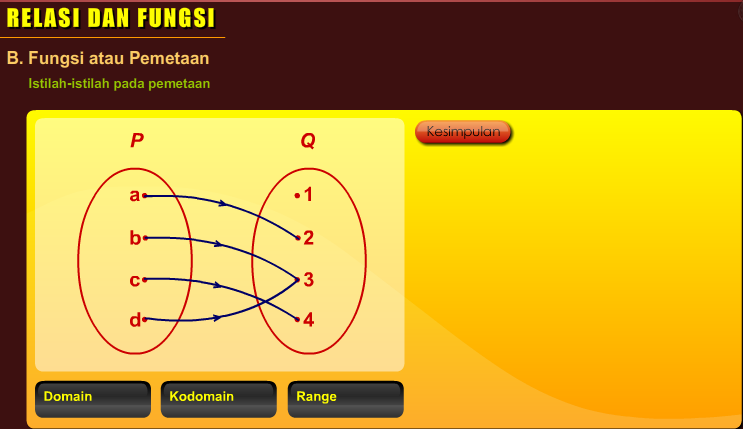 RELASI DAN FUNGSI
B. Fungsi atau Pemetaan
Istilah-istilah pada pemetaan
P Q
Kesimpulan
a 1
b 2
c 3
d 4
Domain Kodomain Range